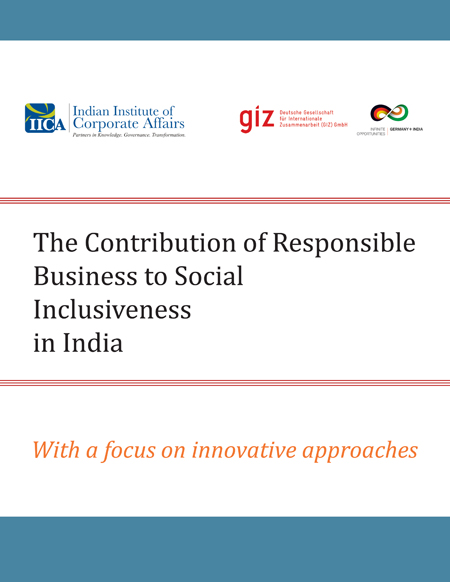 IICA
Indian Institute of
Corporate Affairs
Partners in Knowledge. Governance. Transformation.
giz
Deutsche Gesellschaft
für Internationale
Zusammenarbeit (GIZ) GmbH
INFINITE
OPPORTUNITIES
GERMANY + INDIA
The Contribution of Responsible
Business to Social
Inclusiveness
in India
With a focus on innovative approaches